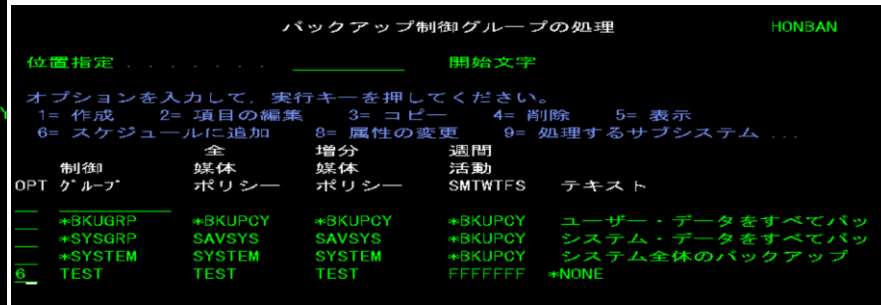 バックアップ制御グループの処理 HONBAN
位置指定 . . . . . . . 開始文字
オプションを入力して，実行キーを押してください。
1= 作成 2= 項目の編集 3= コピー 4= 削除 5= 表示
6= スケジュールに追加 8= 属性の変更 9= 処理するサブシステム ...
全 増分 週間
制御 媒体 媒体 活動
OPT ｸﾞﾙｰﾌﾟ ポリシー ポリシー SMTWTFS テキスト
*BKUGRP *BKUPCY *BKUPCY *BKUPCY ユーザー・データをすべてバッ
*SYSGRP SAVSYS SAVSYS *BKUPCY システム・データをすべてバッ
*SYSTEM SYSTEM SYSTEM *BKUPCY システム全体のバックアップ
6 TEST TEST TEST FFFFFFF *NONE